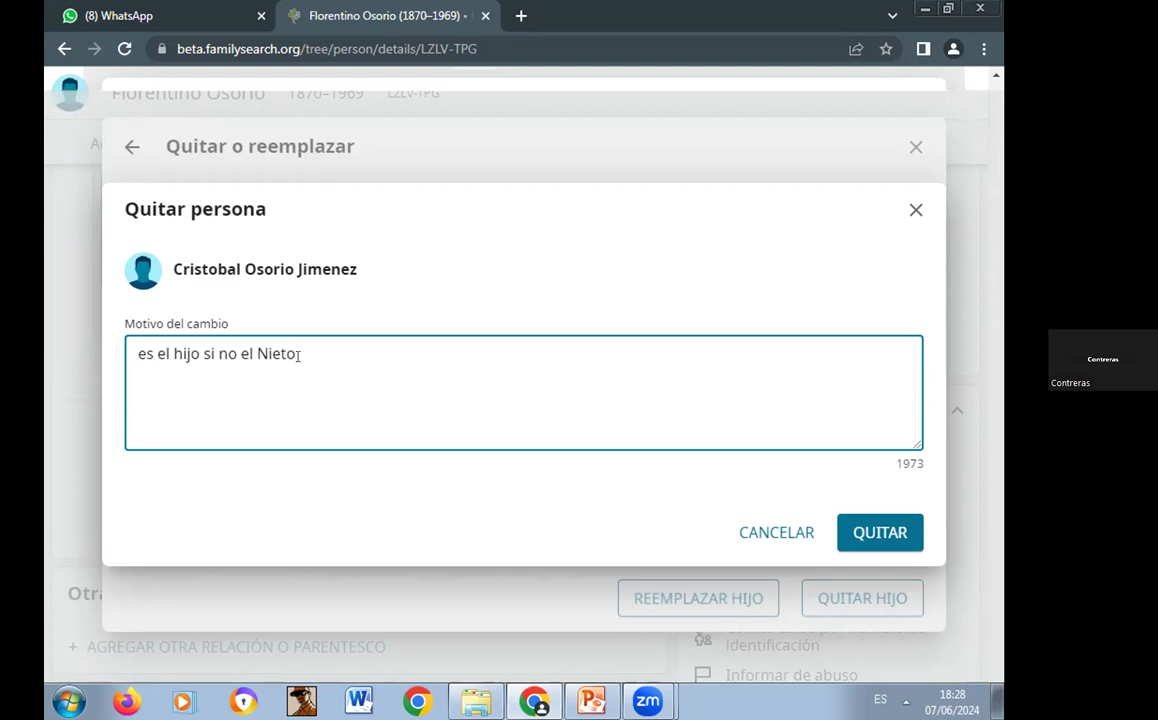 (8) WhatsApp
Florentino Osorio (1870–1969) •
beta.familysearch.org/tree/person/details/LZLV-TPG
Florentino Osorio 1870–1969 LZLV-TPG
Quitar o reemplazar
Quitar persona
Cristobal Osorio Jimenez
Motivo del cambio
es el hijo si no el Nieto
1973
CANCELAR
QUITAR
Otra
REEMPLAZAR HIJO
QUITAR HIJO
+ AGREGAR OTRA RELACIÓN O PARENTESCO
identificación
Informar de abuso
Contreras
Contreras
W
P
zm
ES
18:28
07/06/2024